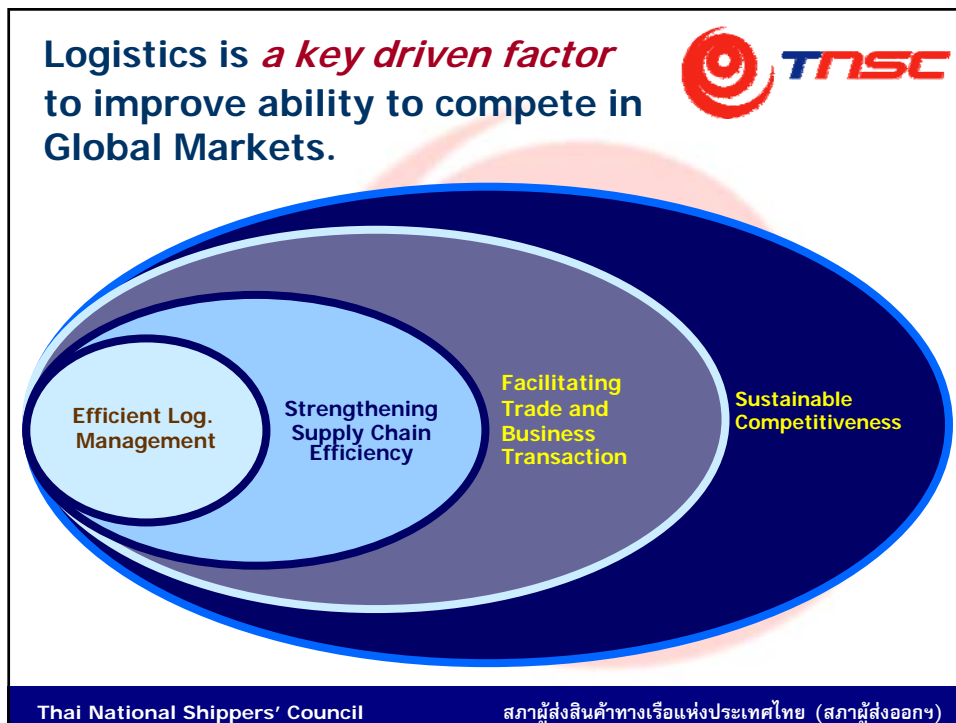 Logistics is a key driven factor
to improve ability to compete in
Global Markets.
TNSC
Efficient Log.
Management
Strengthening
Supply Chain
Efficiency
Facilitating
Trade and
Business
Transaction
Sustainable
Competitiveness
Thai National Shippers' Council
สภาผู้ส่งสินค้าทางเรือแห่งประเทศไทย (สภาผู้ส่งออกฯ)